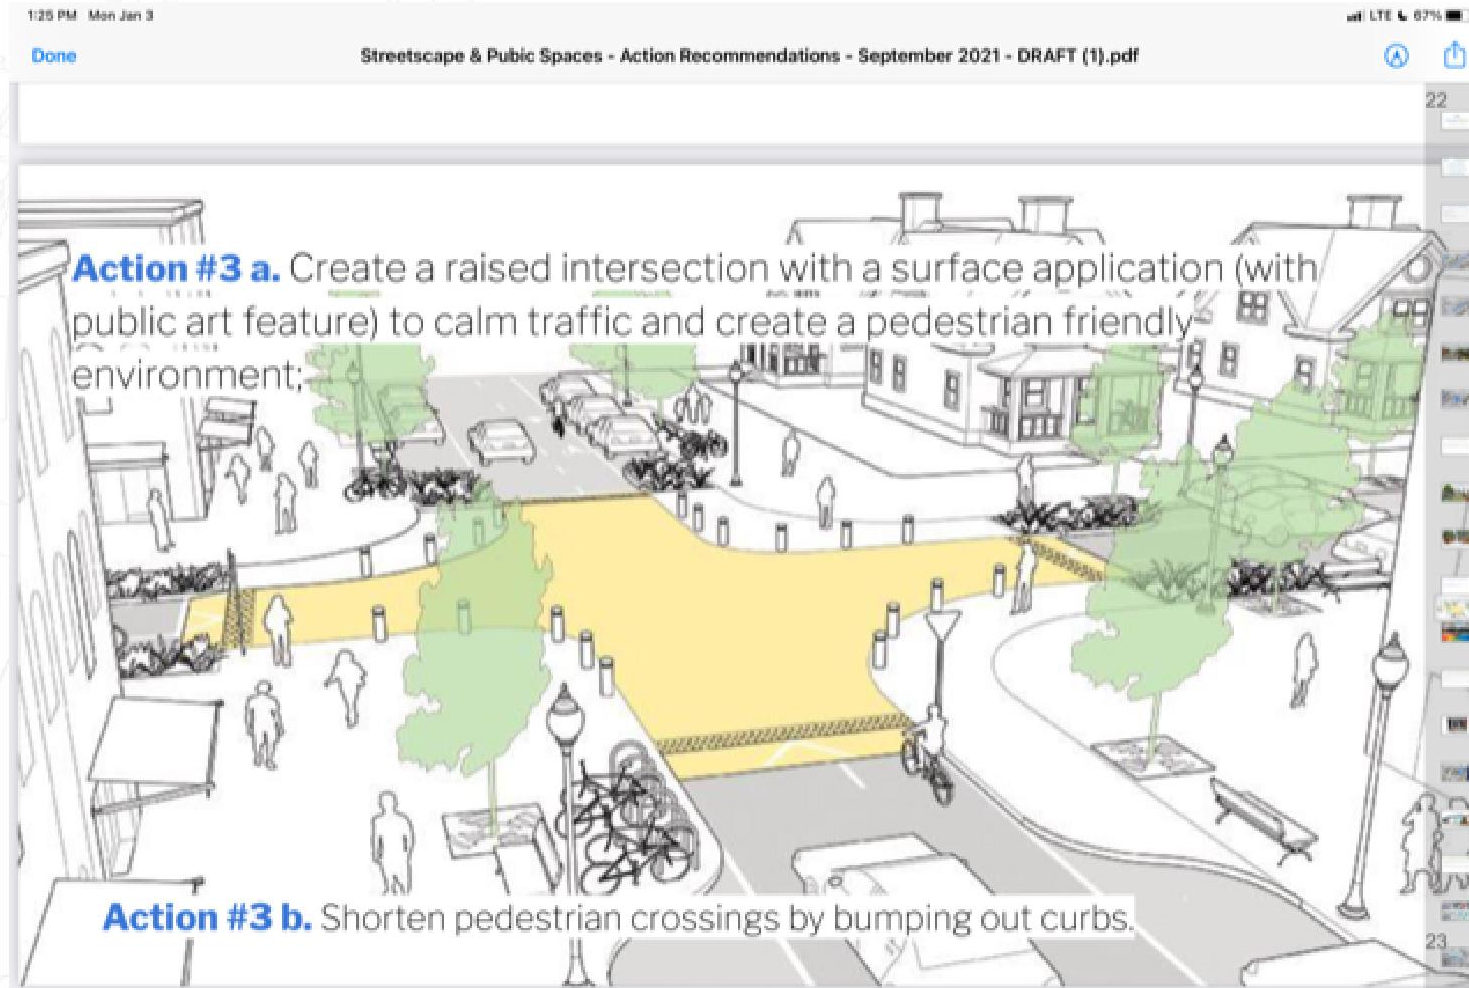 1:25 PM Mon Jan 3
LTE 67%
Done
Streetscape & Pubic Spaces - Action Recommendations - September 2021 - DRAFT (1).pdf
22
Action #3 a. Create a raised intersection with a surface application (with
public art feature) to calm traffic and create a pedestrian friendly
environment;
Action #3 b. Shorten pedestrian crossings by bumping out curbs.
23